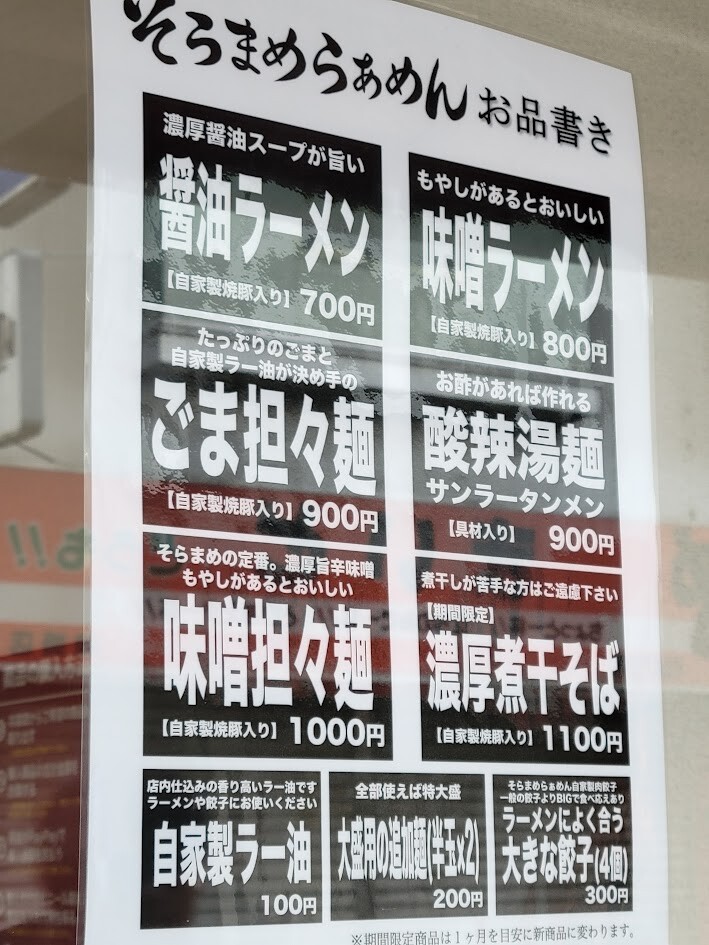 そらまめらぁめん お品書き
濃厚醤油スープが旨い
醤油ラーメン
【自家製焼豚入り】700円
もやしがあるとおいしい
味噌ラーメン
【自家製焼豚入り】800円
たっぷりのごまと
自家製ラー油が決め手の
ごま担々麺
【自家製焼豚入り】900円
お酢があれば作れる
酸辣湯麺
サンラータンメン
【具材入り】 900円
そらまめの定番。濃厚旨辛味噌
もやしがあるとおいしい
味噌担々麺
【自家製焼豚入り】1000円
煮干しが苦手な方はご遠慮下さい
【期間限定】
濃厚煮干そば
【自家製焼豚入り】1100円
店内仕込みの香り高いラー油です
ラーメンや餃子にお使いください
自家製ラー油
100円
全部使えば特大盛
大盛用の追加麺(半玉x2)
200円
そらまめらぁめん自家製肉餃子
一般の餃子よりBIGで食べ応えあり
ラーメンによく合う
大きな餃子(4個)
300円
※期間限定商品は1ヶ月を目安に新商品に変わります。